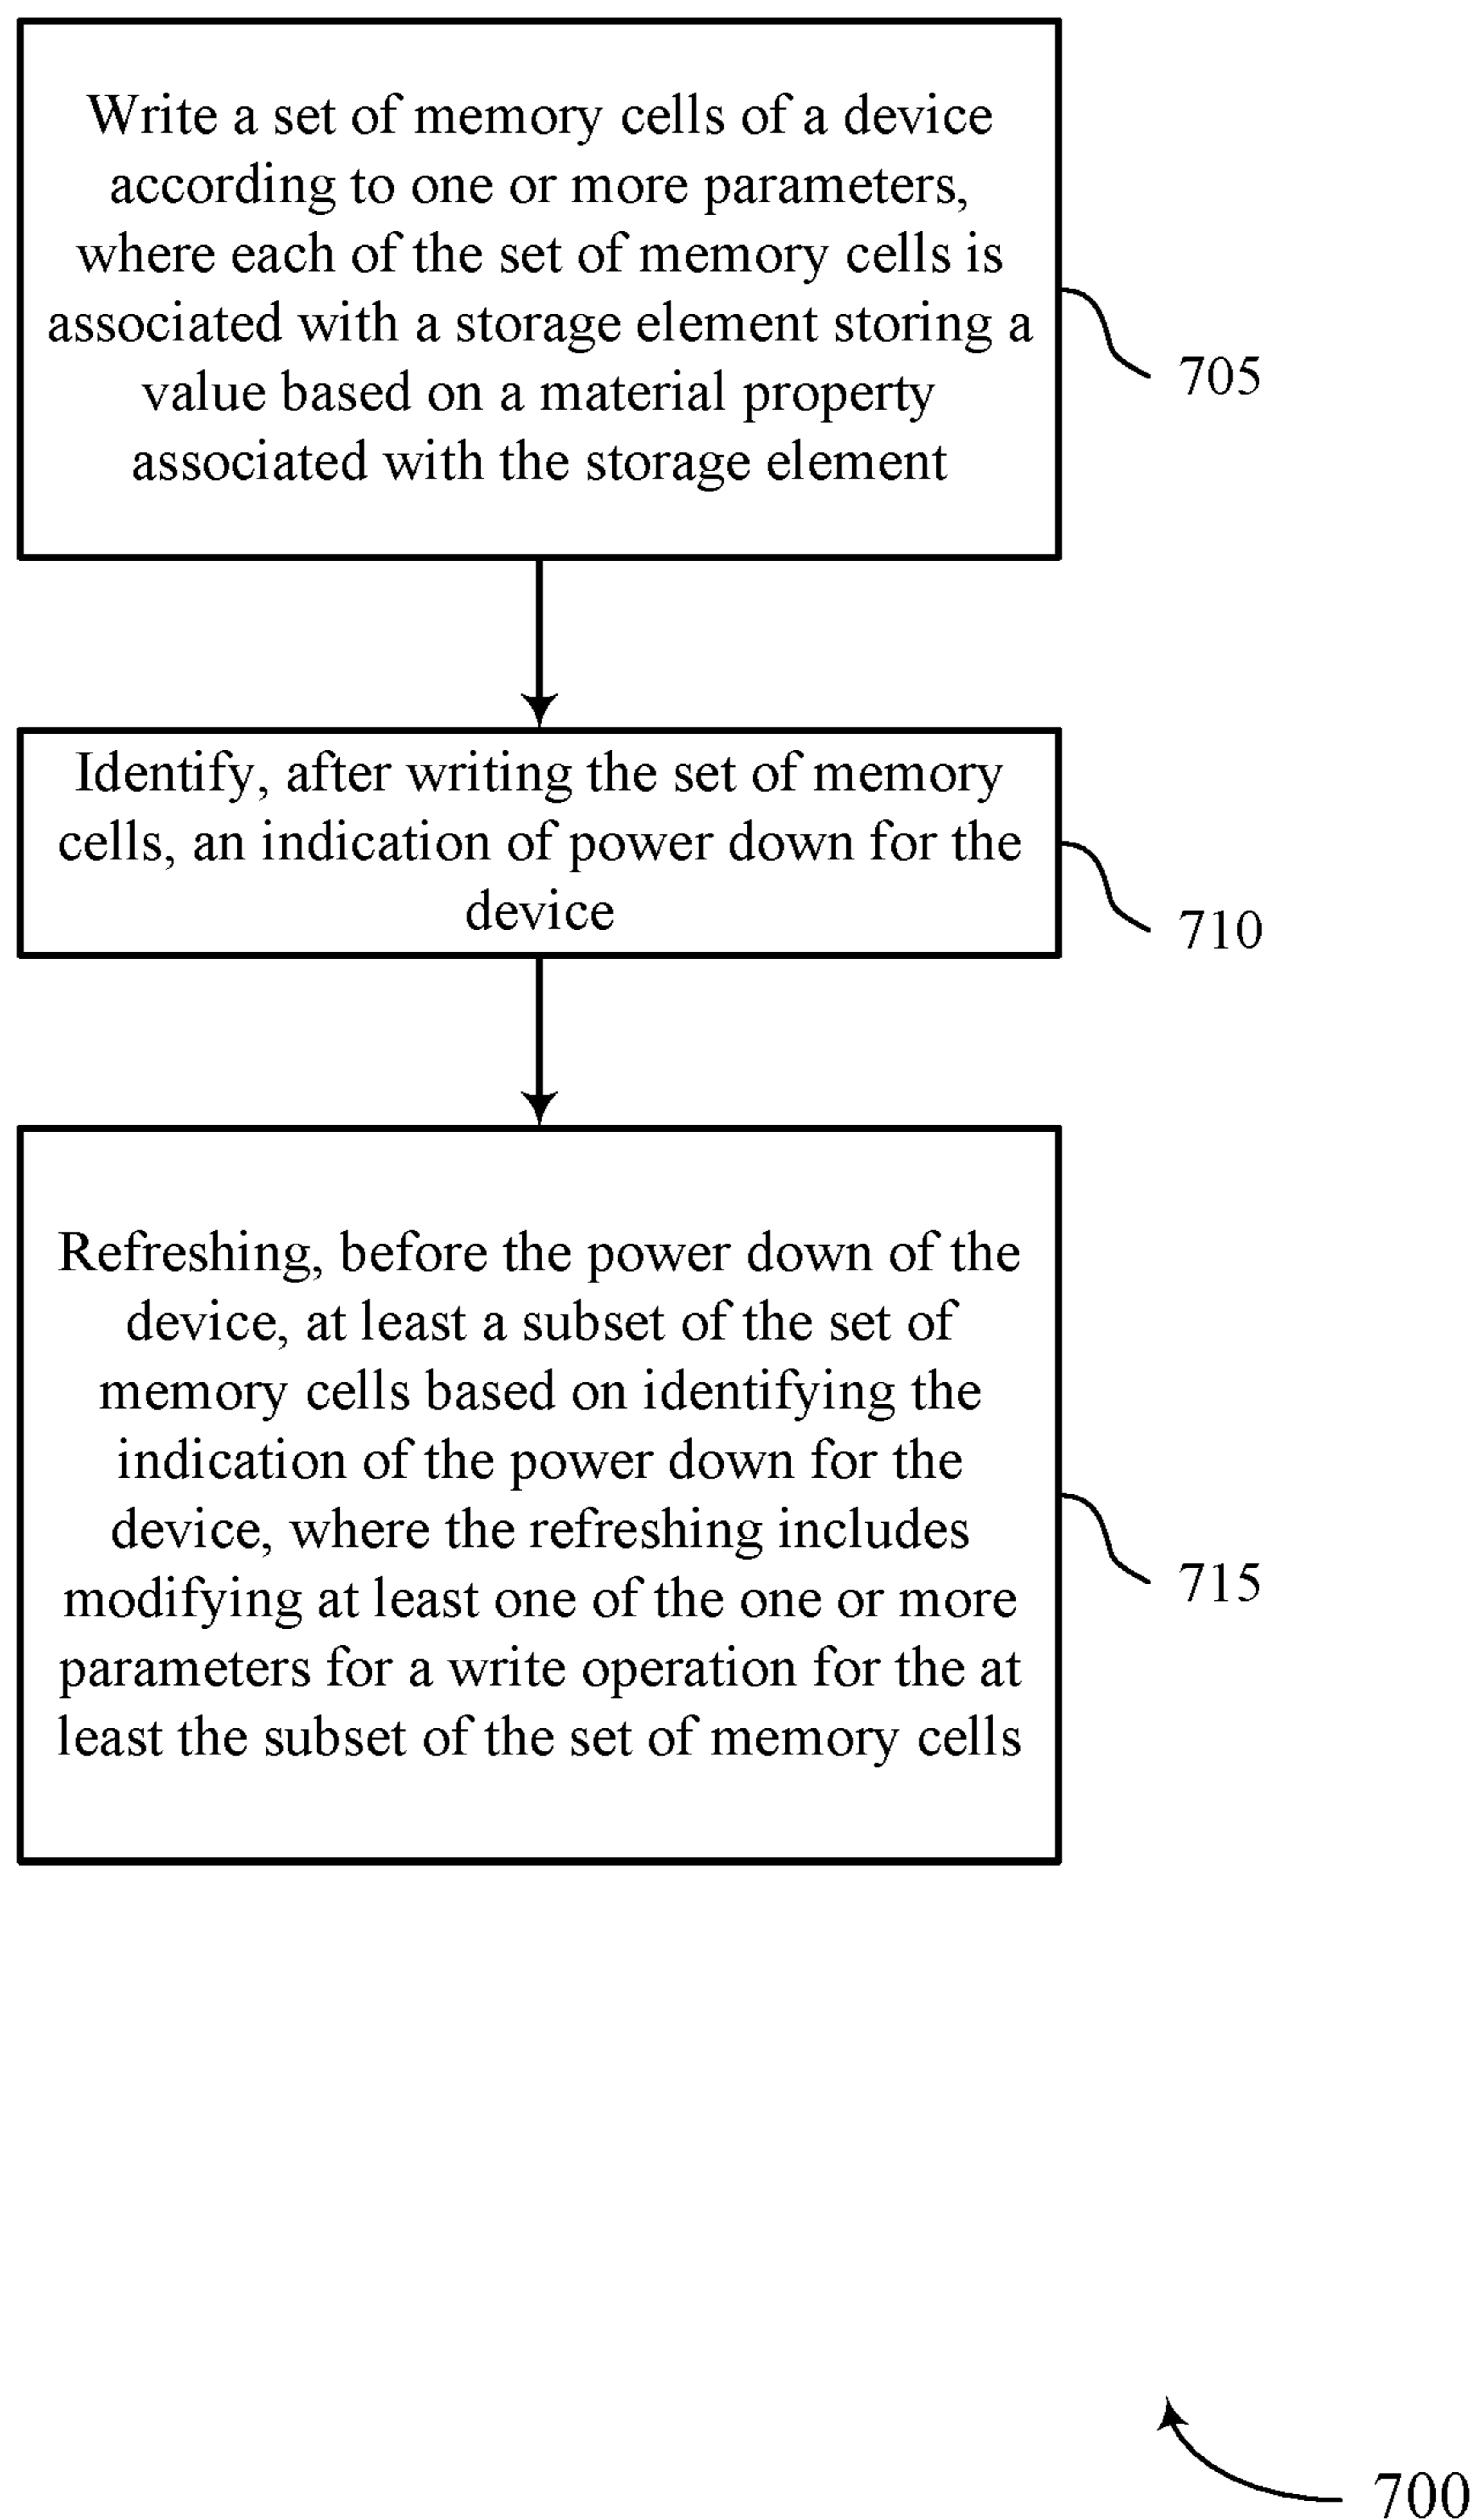 Write a set of memory cells of a device
according to one or more parameters,
where each of the set of memory cells is
associated with a storage element storing a
value based on a material property
associated with the storage element
705
Identify, after writing the set of memory
cells, an indication of power down for the
device
710
Refreshing, before the power down of the
device, at least a subset of the set of
memory cells based on identifying the
indication of the power down for the
device, where the refreshing includes
modifying at least one of the one or more
parameters for a write operation for the at
least the subset of the set of memory cells
715
700